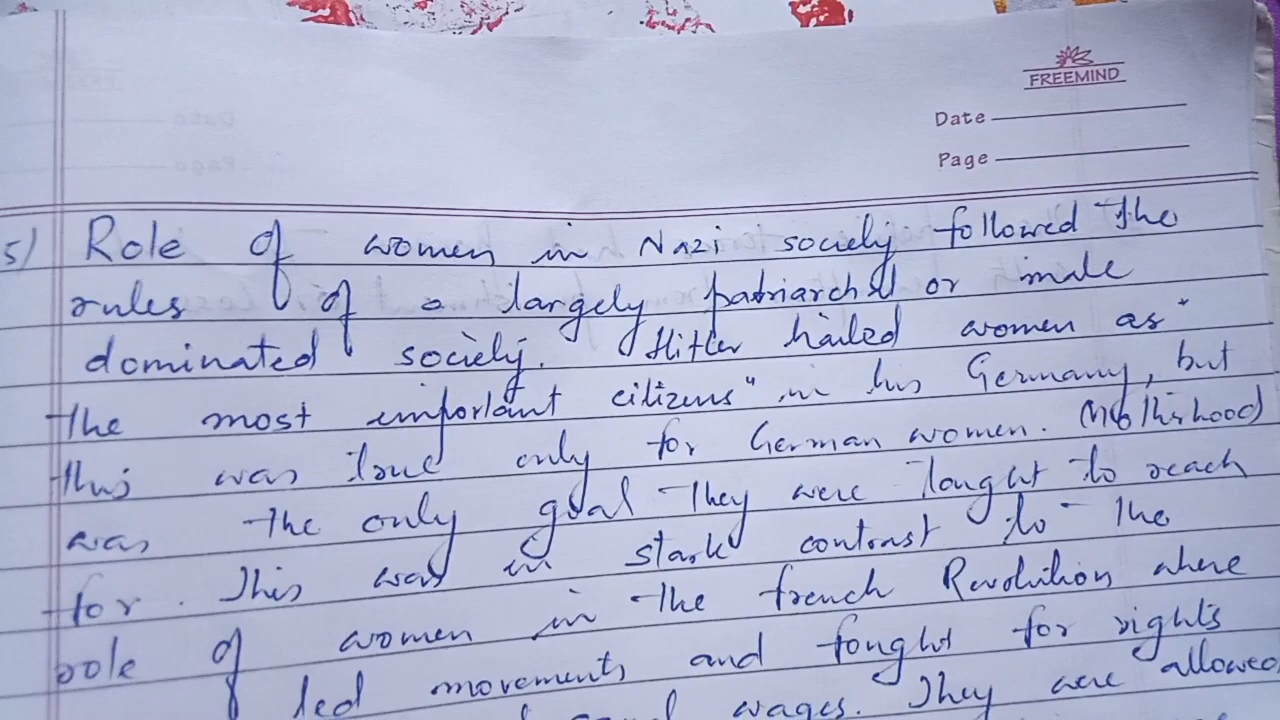 FREEMIND
Date
Page
5) Role of women in Nazi society followed the
rules of a largely patriarchal or male
dominated society. Hitler hailed women as "
the most important citizens" in his Germany, but
this was true only for German women. (Motherhood)
was the only goal they were taught to reach
for. This was in stark contrast to the
role of women in the French Revolution where
led movements and fought for rights
wages. They were allowed